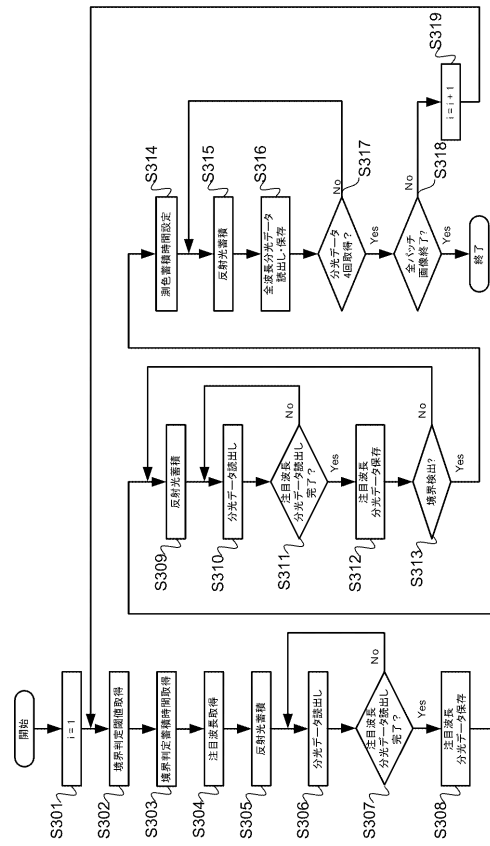 開始
S301
i = 1
S302
境界判定閾値取得
S303
境界判定蓄積時間取得
S304
注目波長取得
S305
反射光蓄積
S306
分光データ読出し
S307
注目波長
分光データ読出し
完了？
No
Yes
S308
注目波長
分光データ保存
S309
反射光蓄積
S310
分光データ読出し
S311
注目波長
分光データ読出し
完了？
No
Yes
S312
注目波長
分光データ保存
S313
境界検出？
No
Yes
S314
測色蓄積時間設定
S315
反射光蓄積
S316
全波長分光データ
読出し・保存
S317
分光データ
4回取得？
No
Yes
S318
全パッチ
画像終了？
No
Yes
S319
i = i + 1
終了